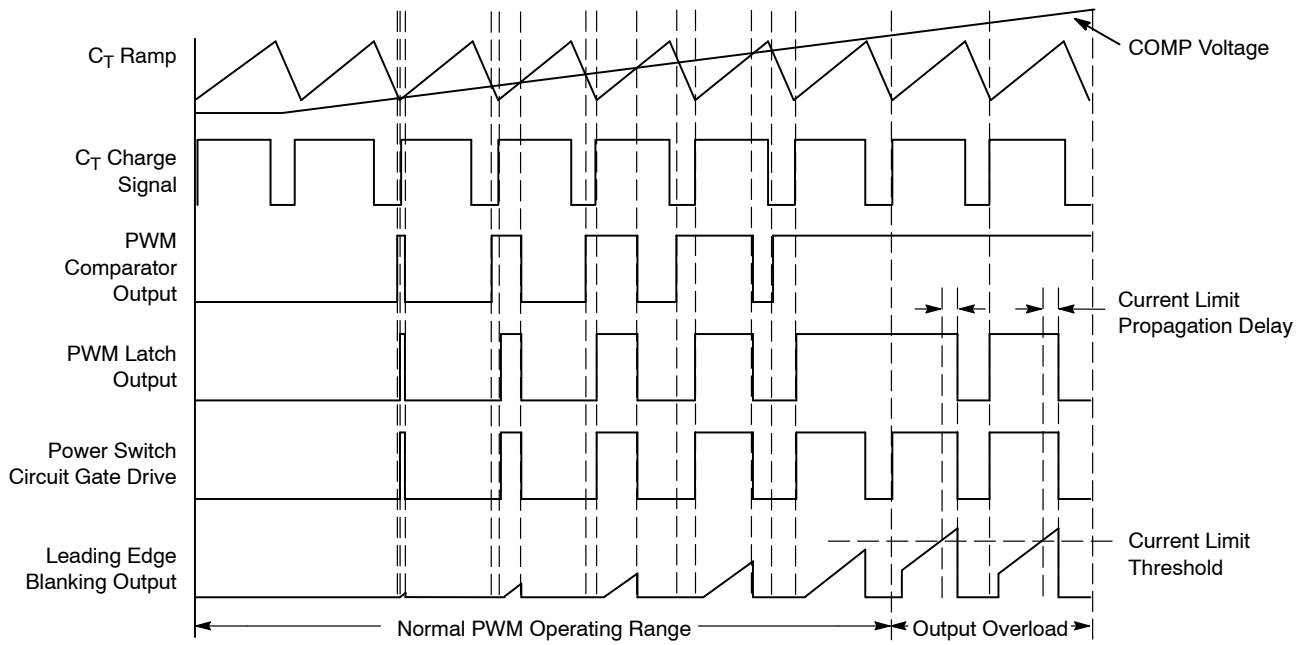 C_T Ramp
COMP Voltage
C_T Charge
Signal
PWM
Comparator
Output
Current Limit
Propagation Delay
PWM Latch
Output
Power Switch
Circuit Gate Drive
Leading Edge
Blanking Output
Current Limit
Threshold
Normal PWM Operating Range
Output Overload